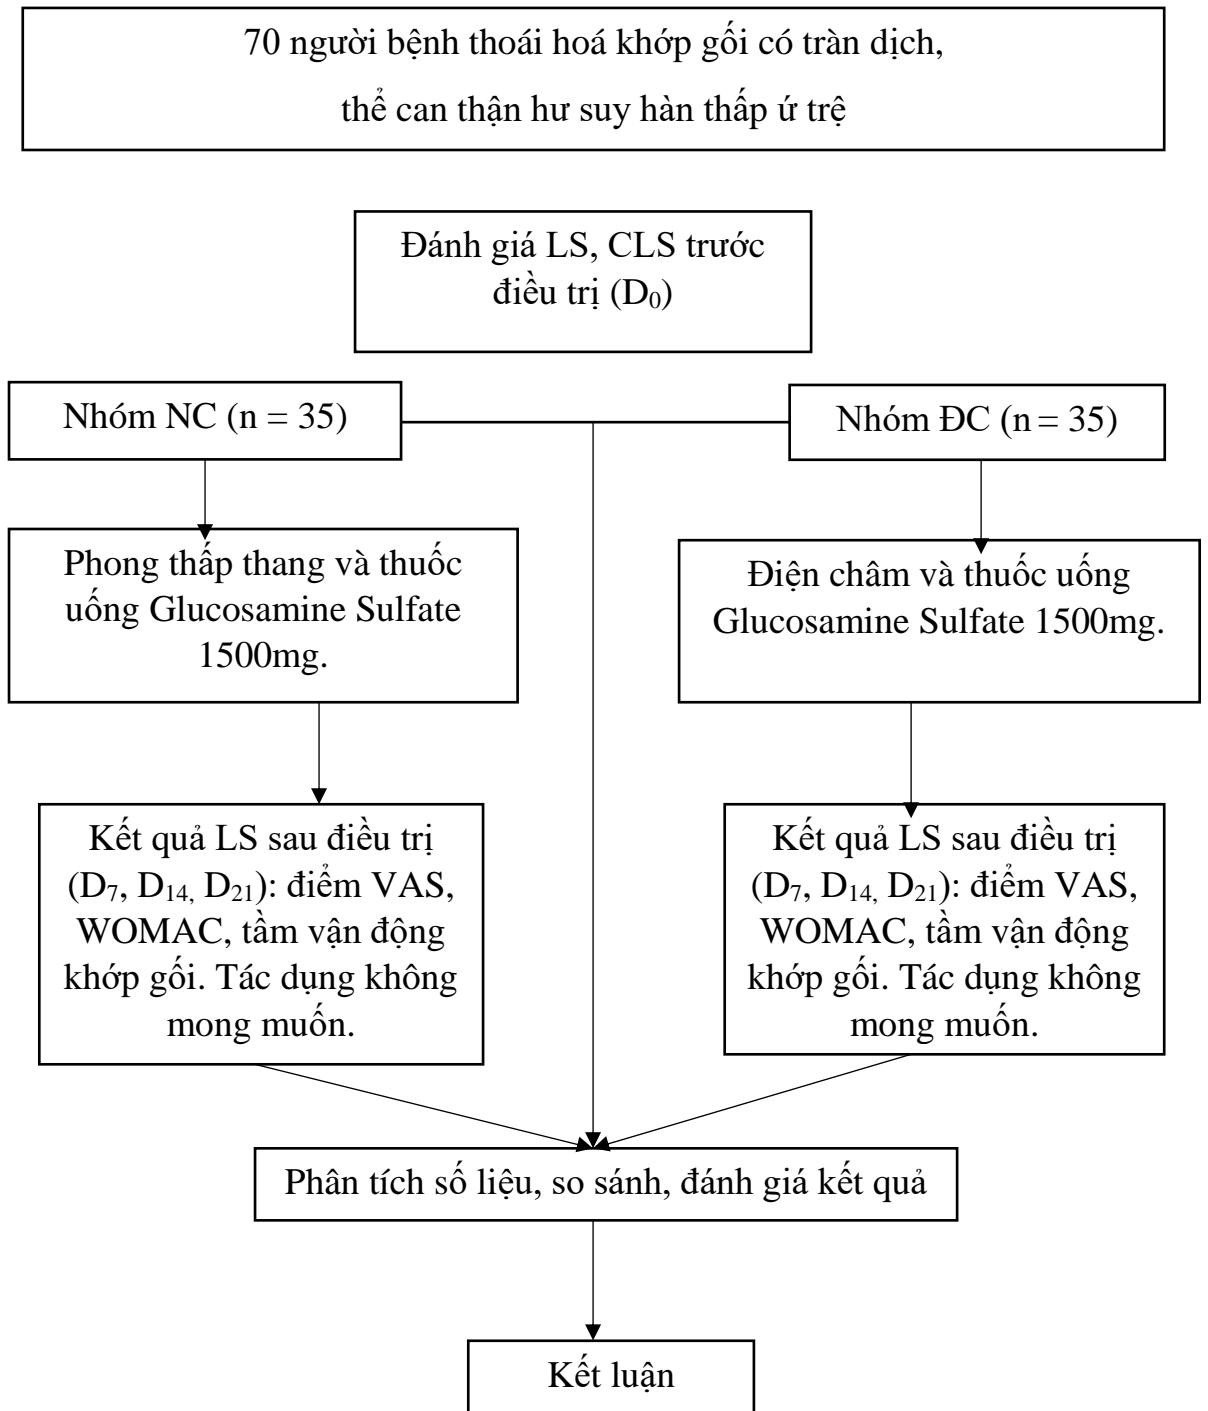 70 người bệnh thoái hoá khớp gối có tràn dịch,
thể can thận hư suy hàn thấp ứ trệ
Đánh giá LS, CLS trước
điều trị (D₀)
Nhóm NC (n = 35)
Nhóm ĐC (n = 35)
Phong thấp thang và thuốc
uống Glucosamine Sulfate
1500mg.
Điện châm và thuốc uống
Glucosamine Sulfate 1500mg.
Kết quả LS sau điều trị
(D₇, D₁₄, D₂₁): điểm VAS,
WOMAC, tầm vận động
khớp gối. Tác dụng không
mong muốn.
Kết quả LS sau điều trị
(D₇, D₁₄, D₂₁): điểm VAS,
WOMAC, tầm vận động
khớp gối. Tác dụng không
mong muốn.
Phân tích số liệu, so sánh, đánh giá kết quả
Kết luận